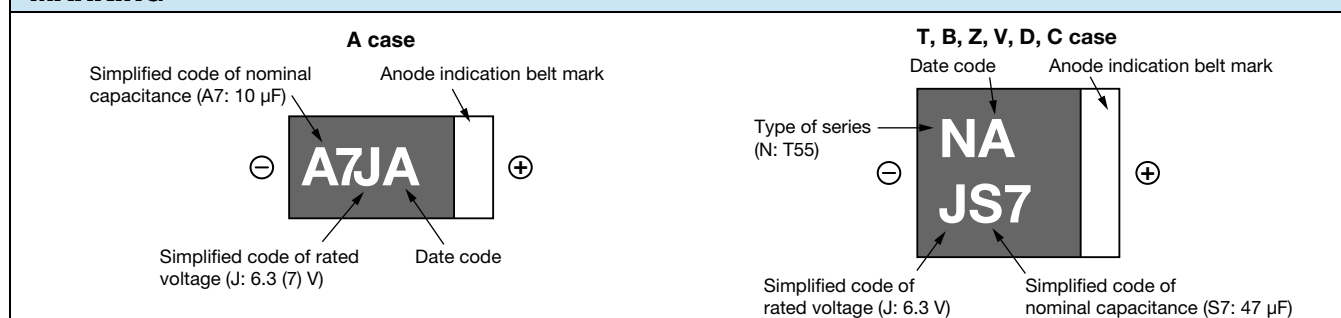 A case
Simplified code of nominal
capacitance (A7: 10 µF)
Anode indication belt mark
A7JA
Simplified code of rated
voltage (J: 6.3 (7) V)
Date code
T, B, Z, V, D, C case
Date code
Anode indication belt mark
Type of series
(N: T55)
NA
JS7
Simplified code of
rated voltage (J: 6.3 V)
Simplified code of
nominal capacitance (S7: 47 µF)